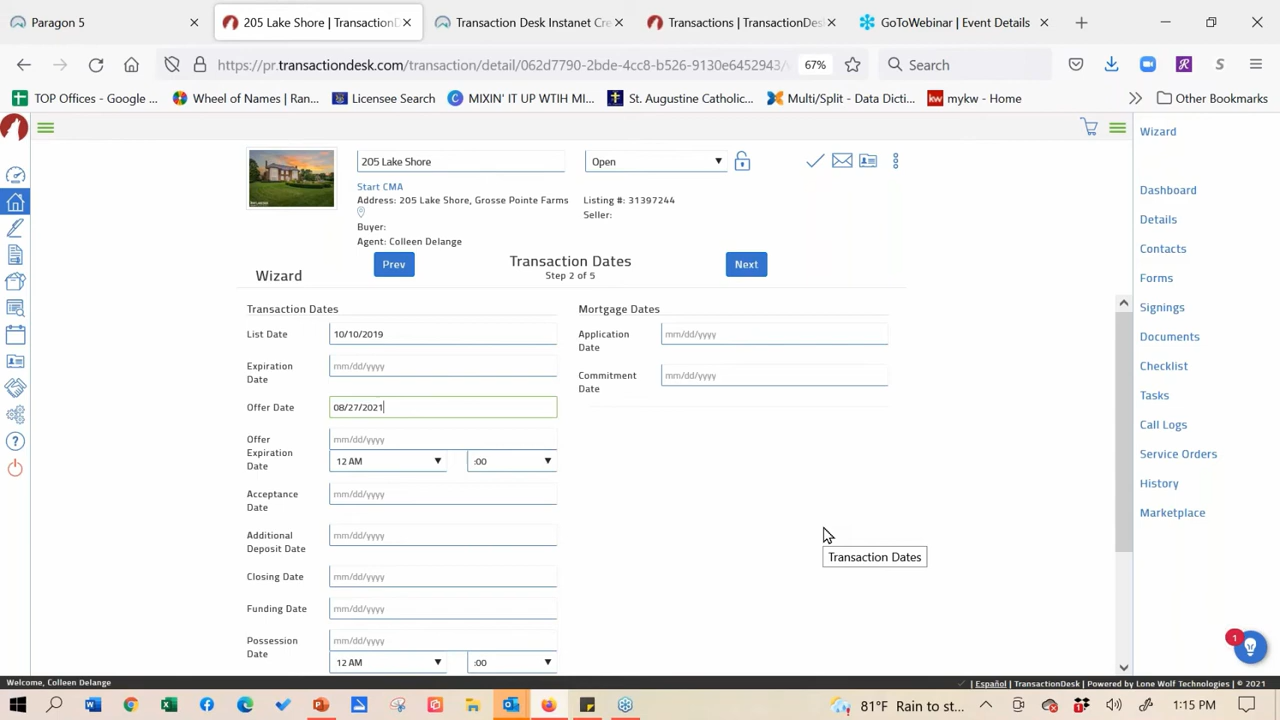 Paragon 5
205 Lake Shore | TransactionD
Transaction Desk Instanet Cre
Transactions | TransactionDesk
GoToWebinar | Event Details
https://pr.transactiondesk.com/transaction/detail/062d7790-2bde-4cc8-b526-9130e6452943/
67%
Search
TOP Offices - Google ...
Wheel of Names | Ran...
Licensee Search
MIXIN' IT UP WTIH MI...
St. Augustine Catholic...
Multi/Split - Data Dicti...
mykw - Home
Other Bookmarks
Wizard
205 Lake Shore
Open
Start CMA
Address: 205 Lake Shore, Grosse Pointe Farms
Listing #: 31397244
Seller:
Buyer:
Agent: Colleen Delange
Wizard
Prev
Transaction Dates
Step 2 of 5
Next
Transaction Dates
List Date
10/10/2019
Expiration
Date
mm/dd/yyyy
Offer Date
08/27/2021
Offer
Expiration
Date
mm/dd/yyyy
12 AM
:00
Acceptance
Date
mm/dd/yyyy
Additional
Deposit Date
mm/dd/yyyy
Closing Date
mm/dd/yyyy
Funding Date
mm/dd/yyyy
Possession
Date
mm/dd/yyyy
12 AM
:00
Mortgage Dates
Application
Date
mm/dd/yyyy
Commitment
Date
mm/dd/yyyy
Transaction Dates
Dashboard
Details
Contacts
Forms
Signings
Documents
Checklist
Tasks
Call Logs
Service Orders
History
Marketplace
1
Welcome, Colleen Delange
Español | TransactionDesk | Powered by Lone Wolf Technologies | © 2021
81°F Rain to st...
1:15 PM